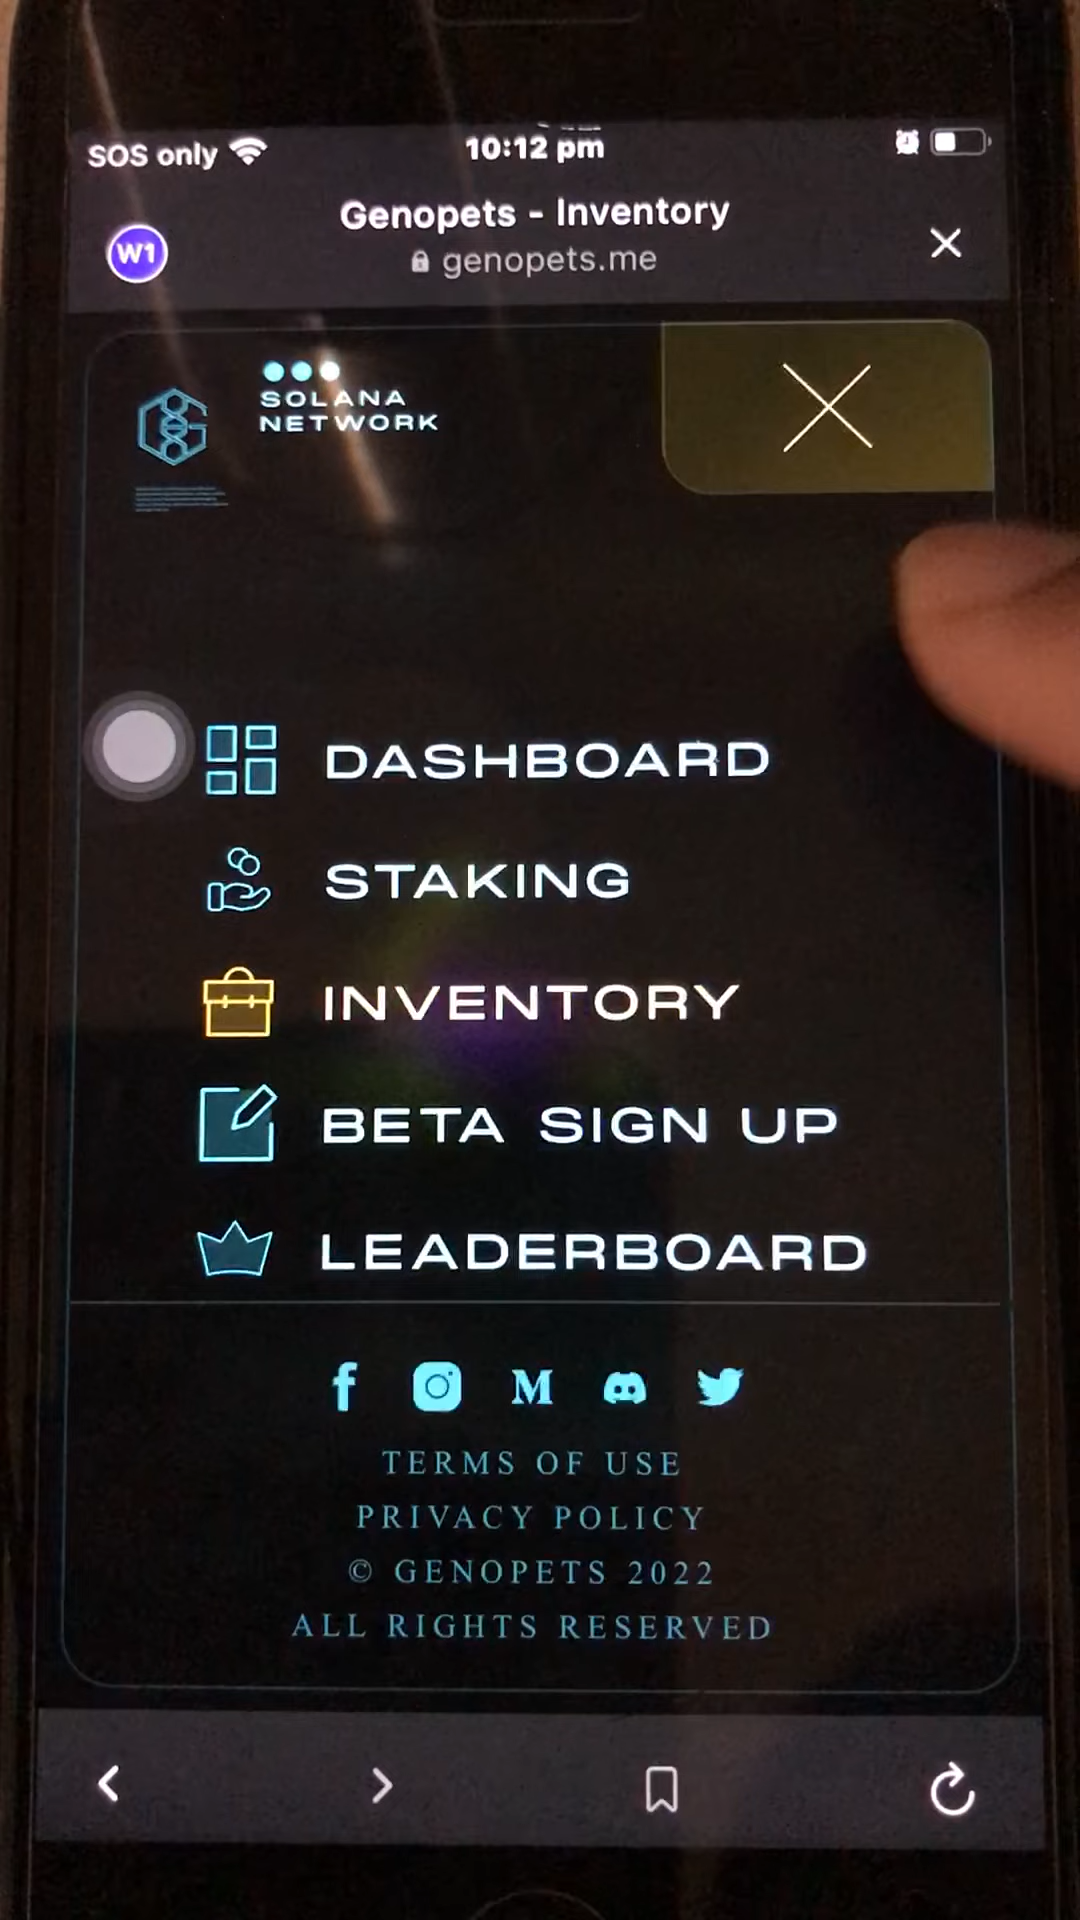 SOS only
10:12 pm
Genopets - Inventory
W1
genopets.me
SOLANA
NETWORK
DASHBOARD
STAKING
INVENTORY
BETA SIGN UP
LEADERBOARD
TERMS OF USE
PRIVACY POLICY
© GENOPETS 2022
ALL RIGHTS RESERVED